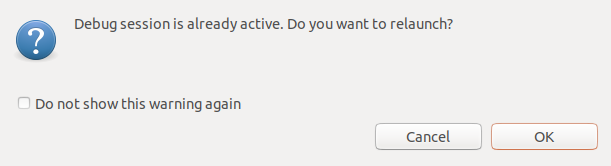 Debug session is already active. Do you want to relaunch?
Do not show this warning again
Cancel OK